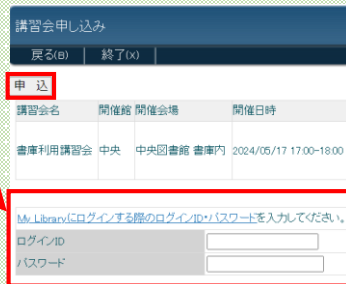 講習会申し込み
戻る(B) 終了(X)
申 込
講習会名 開催館 開催会場 開催日時
書庫利用講習会 中央 中央図書館 書庫内 2024/05/17 17:00-18:00
My Libraryにログインする際のログインID・パスワードを入力してください。
ログインID
パスワード